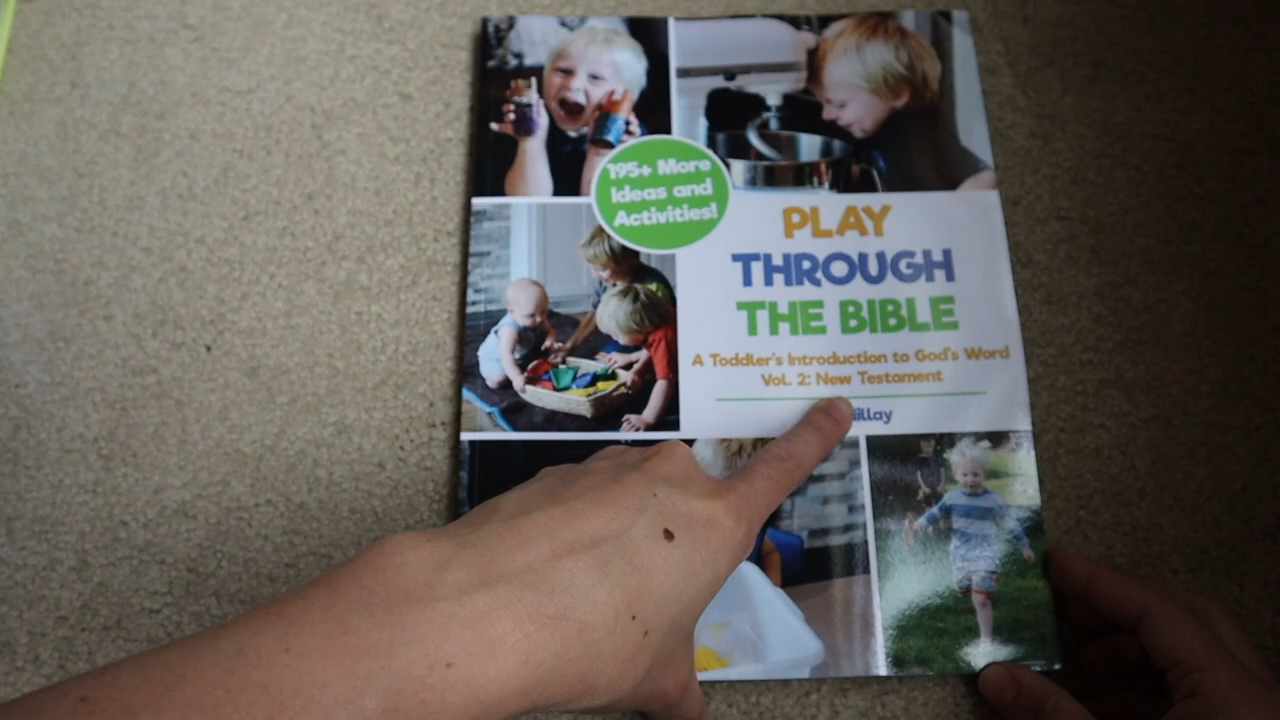 195+ More
Ideas and
Activities!
PLAY
THROUGH
THE BIBLE
A Toddler's Introduction to God's Word
Vol. 2: New Testament